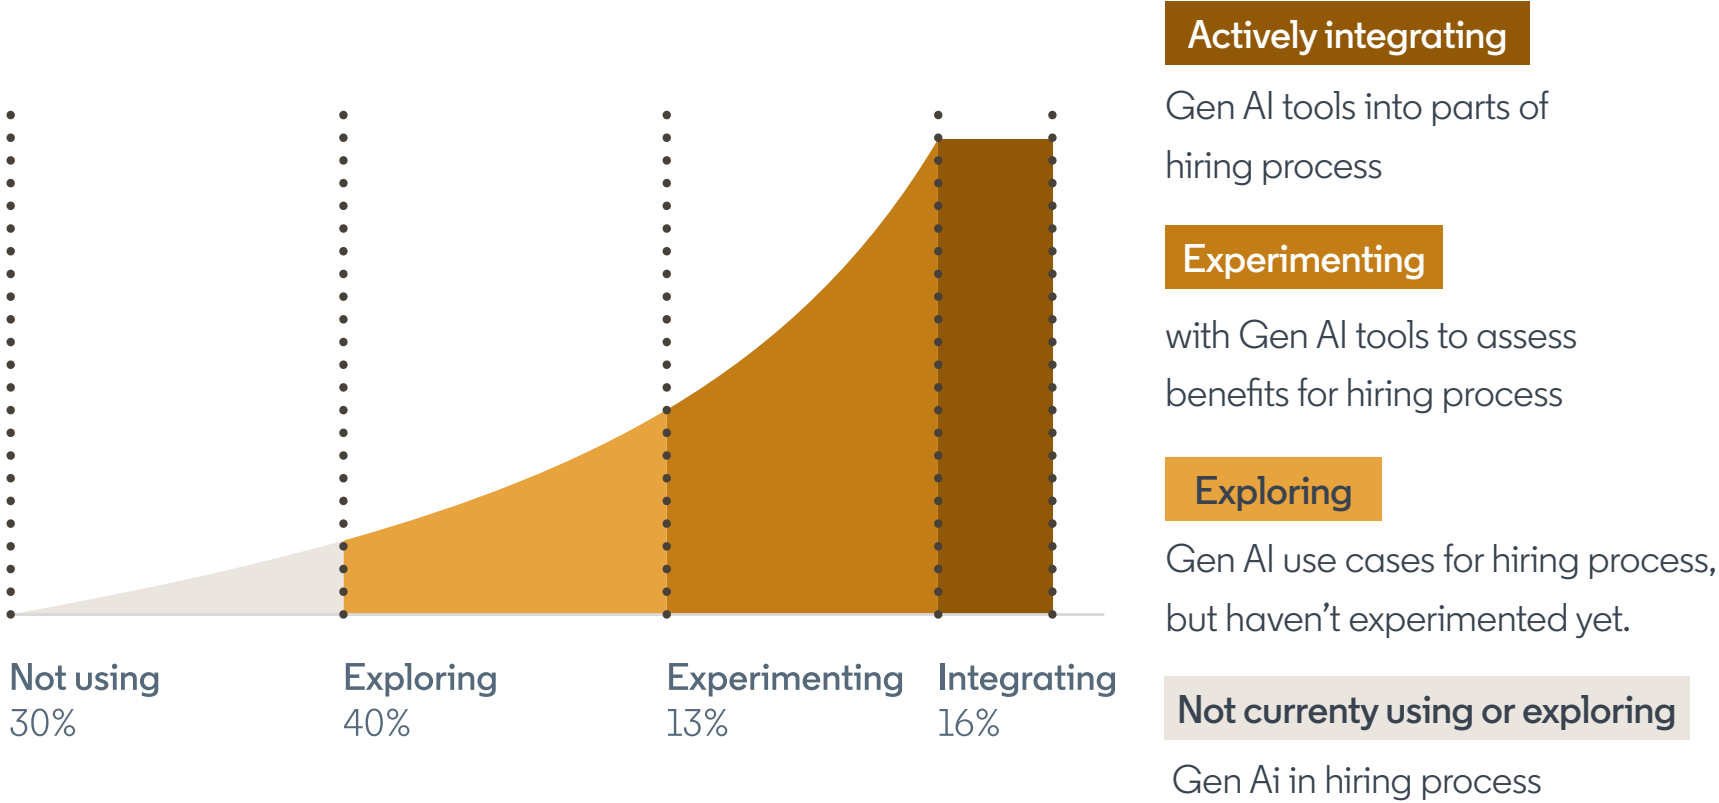 Actively integrating
Gen AI tools into parts of
hiring process
Experimenting
with Gen AI tools to assess
benefits for hiring process
Exploring
Gen AI use cases for hiring process,
but haven’t experimented yet.
Not currenty using or exploring
Gen Ai in hiring process
Not using
30%
Exploring
40%
Experimenting
13%
Integrating
16%